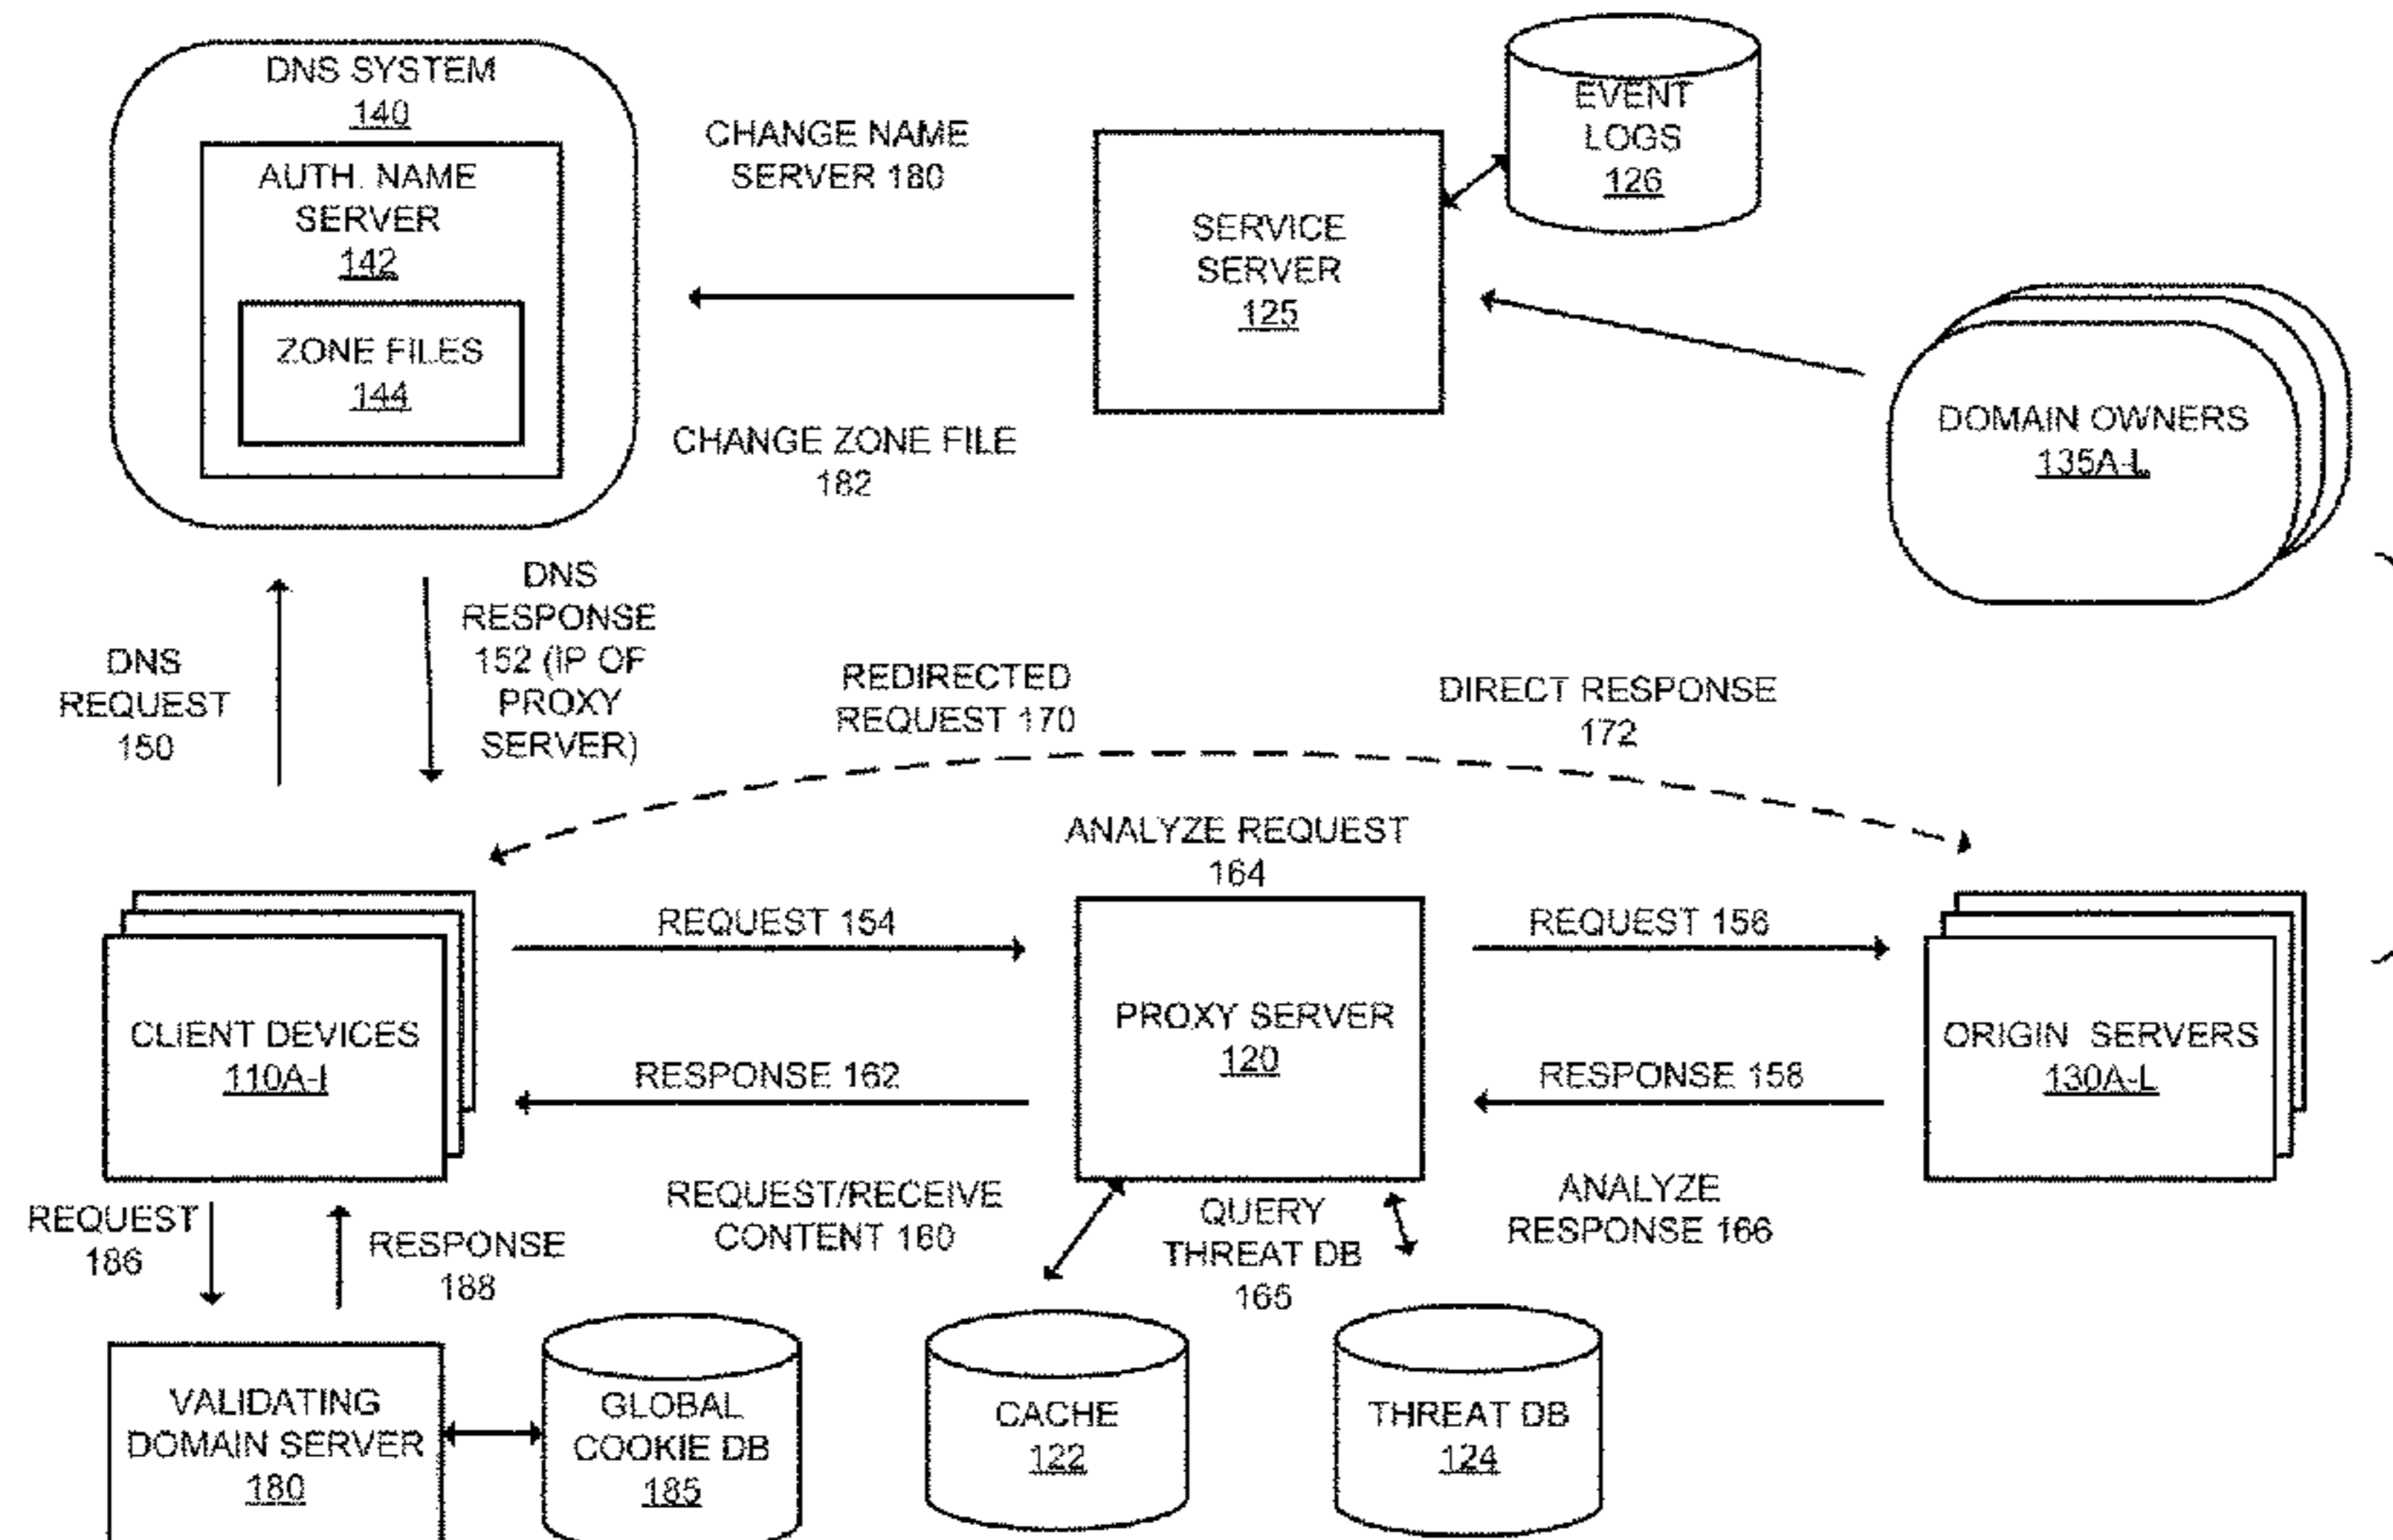 DNS SYSTEM
140
AUTH. NAME
SERVER
142
ZONE FILES
144
CHANGE NAME
SERVER 180
CHANGE ZONE FILE
182
SERVICE
SERVER
125
EVENT
LOGS
126
DOMAIN OWNERS
135A-L
DNS
REQUEST
150
DNS
RESPONSE
152 (IP OF
PROXY
SERVER)
REDIRECTED
REQUEST 170
DIRECT RESPONSE
172
ANALYZE REQUEST
164
CLIENT DEVICES
110A-I
REQUEST 154
RESPONSE 162
PROXY SERVER
120
REQUEST 156
RESPONSE 158
ORIGIN SERVERS
130A-L
REQUEST
186
RESPONSE
188
REQUEST/RECEIVE
CONTENT 160
QUERY
THREAT DB
165
ANALYZE
RESPONSE 166
VALIDATING
DOMAIN SERVER
180
GLOBAL
COOKIE DB
185
CACHE
122
THREAT DB
124